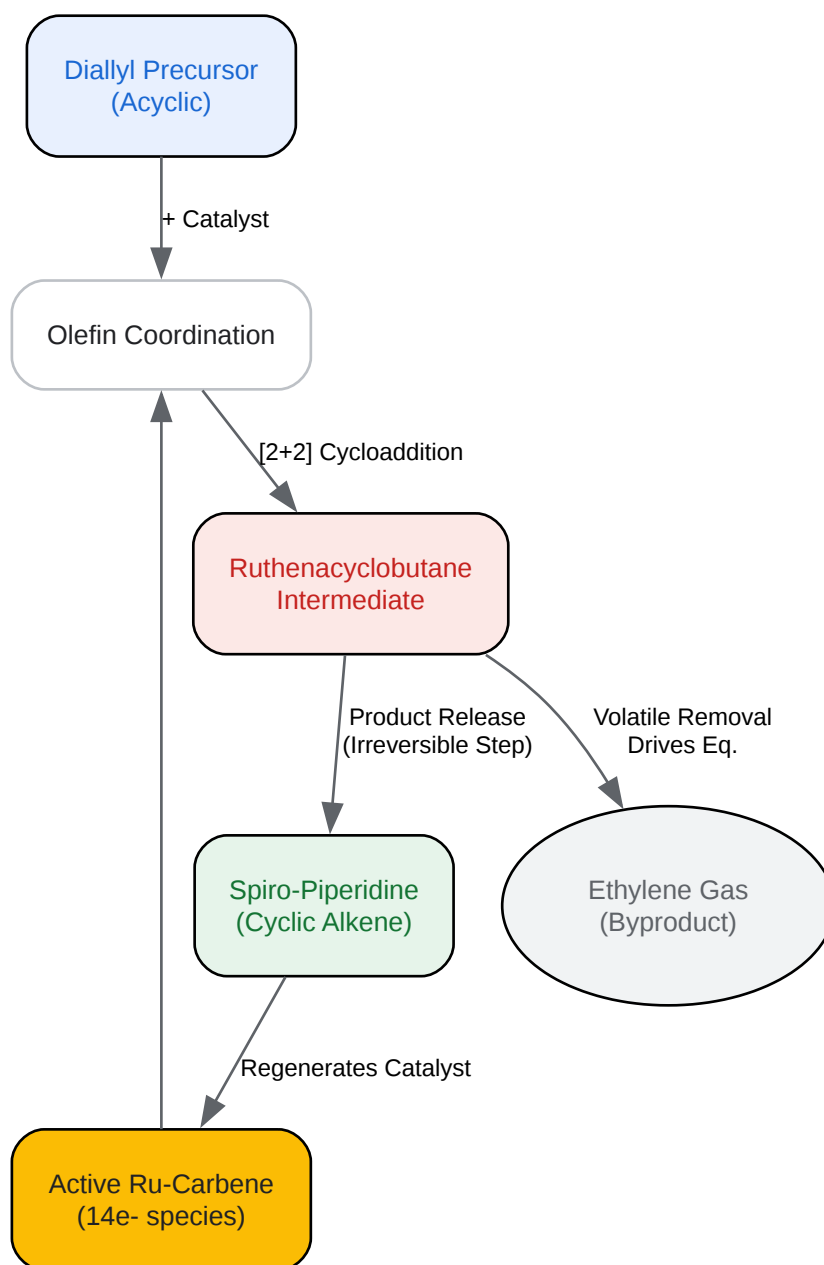 Diallyl Precursor
(Acyclic)
+ Catalyst
Olefin Coordination
[2+2] Cycloaddition
Ruthenacyclobutane
Intermediate
Product Release
(Irreversible Step)
Volatile Removal
Drives Eq.
Spiro-Piperidine
(Cyclic Alkene)
Ethylene Gas
(Byproduct)
Regenerates Catalyst
Active Ru-Carbene
(14e- species)